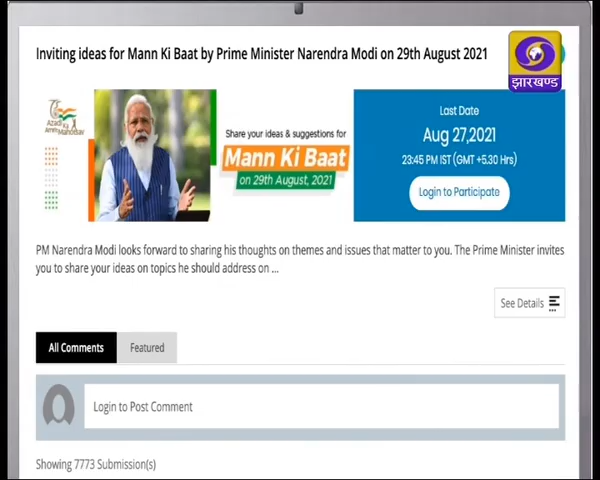 Inviting ideas for Mann Ki Baat by Prime Minister Narendra Modi on 29th August 2021
झारखण्ड
Azadi Ka
Amrit Mahotsav
Share your ideas & suggestions for
Mann Ki Baat
on 29th August, 2021
Last Date
Aug 27,2021
23:45 PM IST (GMT +5.30 Hrs)
Login to Participate
PM Narendra Modi looks forward to sharing his thoughts on themes and issues that matter to you. The Prime Minister invites
you to share your ideas on topics he should address on ...
See Details
All Comments
Featured
Login to Post Comment
Showing 7773 Submission(s)